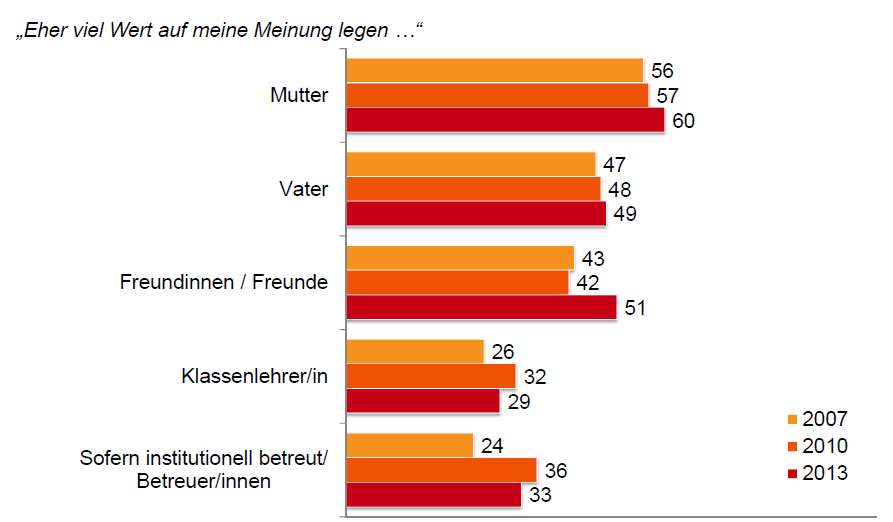 „Eher viel Wert auf meine Meinung legen …“
Mutter
56
57
60
Vater
47
48
49
Freundinnen / Freunde
43
42
51
Klassenlehrer/in
26
32
29
Sofern institutionell betreut/
Betreuer/innen
24
36
33
2007
2010
2013